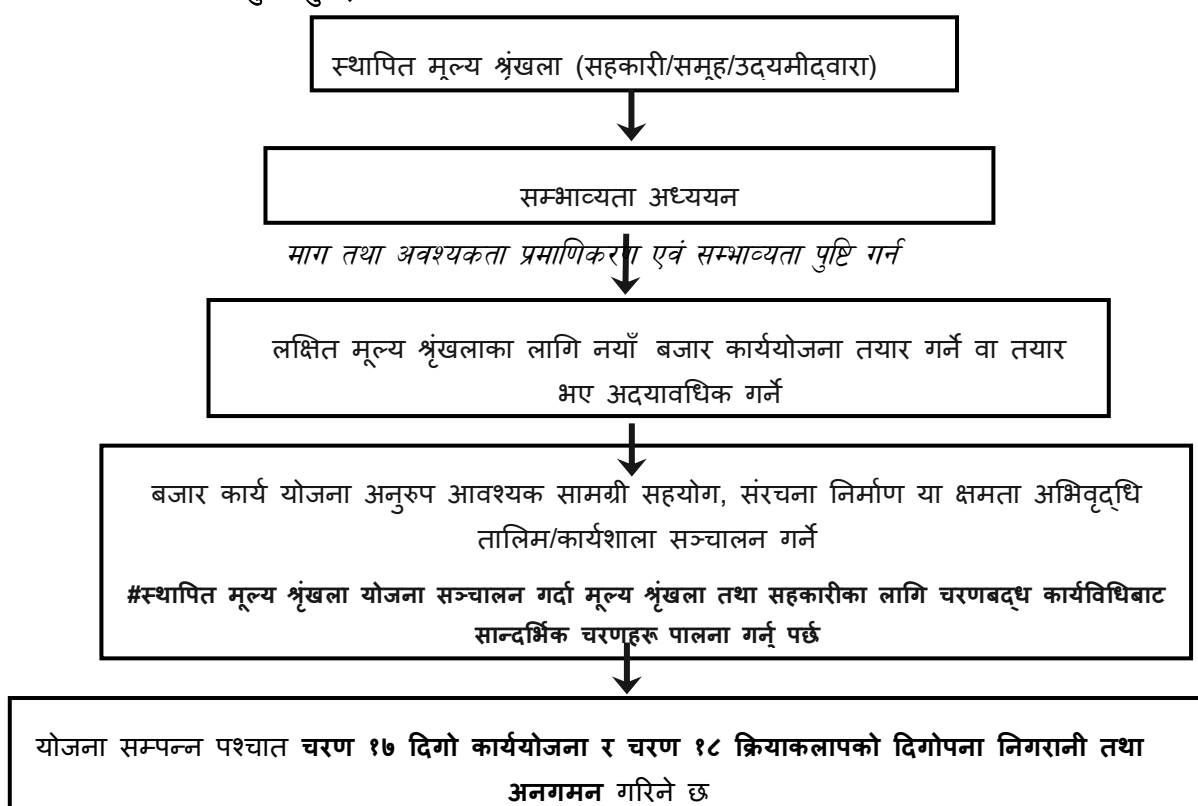 स्थापित मूल्य श्रृंखला (सहकारी/समूह/उद्यमीद्वारा)
सम्भाव्यता अध्ययन
माग तथा अवश्यकता प्रमाणिकरण एवं सम्भाव्यता पुष्टि गर्न
लक्षित मूल्य श्रृंखलाका लागि नयाँ बजार कार्ययोजना तयार गर्ने वा तयार
भए अद्यावधिक गर्ने
बजार कार्य योजना अनुरुप आवश्यक सामग्री सहयोग, संरचना निर्माण या क्षमता अभिवृद्धि
तालिम/कार्यशाला सञ्चालन गर्ने
#स्थापित मूल्य श्रृंखला योजना सञ्चालन गर्दा मूल्य श्रृंखला तथा सहकारीका लागि चरणबद्ध कार्यविधिबाट
सान्दर्भिक चरणहरू पालना गर्नु पर्छ
योजना सम्पन्न पश्चात चरण १७ दिगो कार्ययोजना र चरण १८ क्रियाकलापको दिगोपना निगरानी तथा
अनुगमन गरिने छ